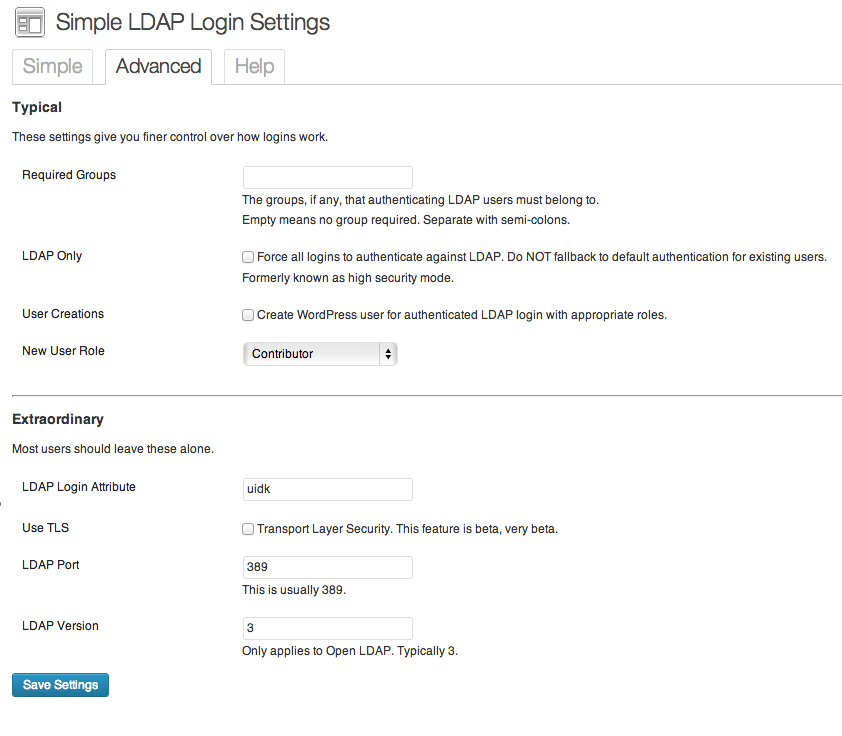 Simple LDAP Login Settings
Simple Advanced Help
Typical
These settings give you finer control over how logins work.
Required Groups
The groups, if any, that authenticating LDAP users must belong to.
Empty means no group required. Separate with semi-colons.
LDAP Only Force all logins to authenticate against LDAP. Do NOT fallback to default authentication for existing users.
Formerly known as high security mode.
User Creations Create WordPress user for authenticated LDAP login with appropriate roles.
New User Role Contributor
Extraordinary
Most users should leave these alone.
LDAP Login Attribute uidk
Use TLS Transport Layer Security. This feature is beta, very beta.
LDAP Port 389
This is usually 389.
LDAP Version 3
Only applies to Open LDAP. Typically 3.
Save Settings